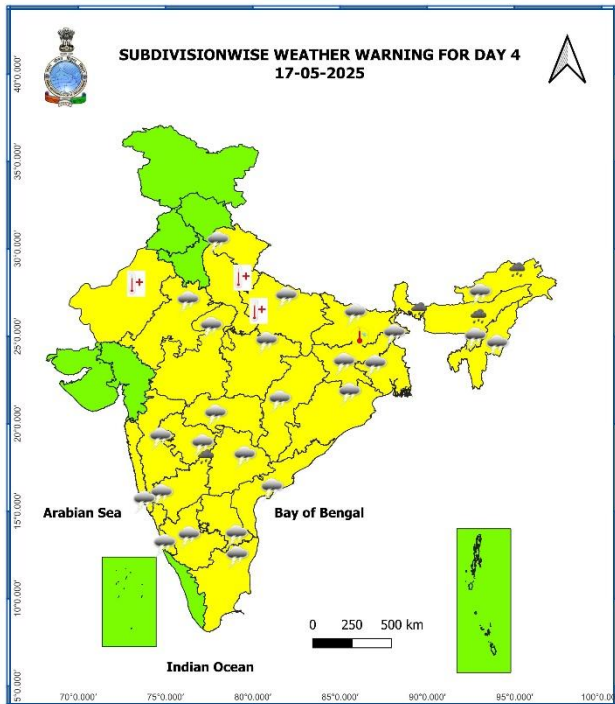 SUBDIVISIONWISE WEATHER WARNING FOR DAY 4
17-05-2025
40°0.000'
35°0.000'
30°0.000'
25°0.000'
20°0.000'
15°0.000'
10°0.000'
5°0.000'
Arabian Sea
Bay of Bengal
0 250 500 km
Indian Ocean
70°0.000' 75°0.000' 80°0.000' 85°0.000' 90°0.000' 95°0.000' 100°0.0